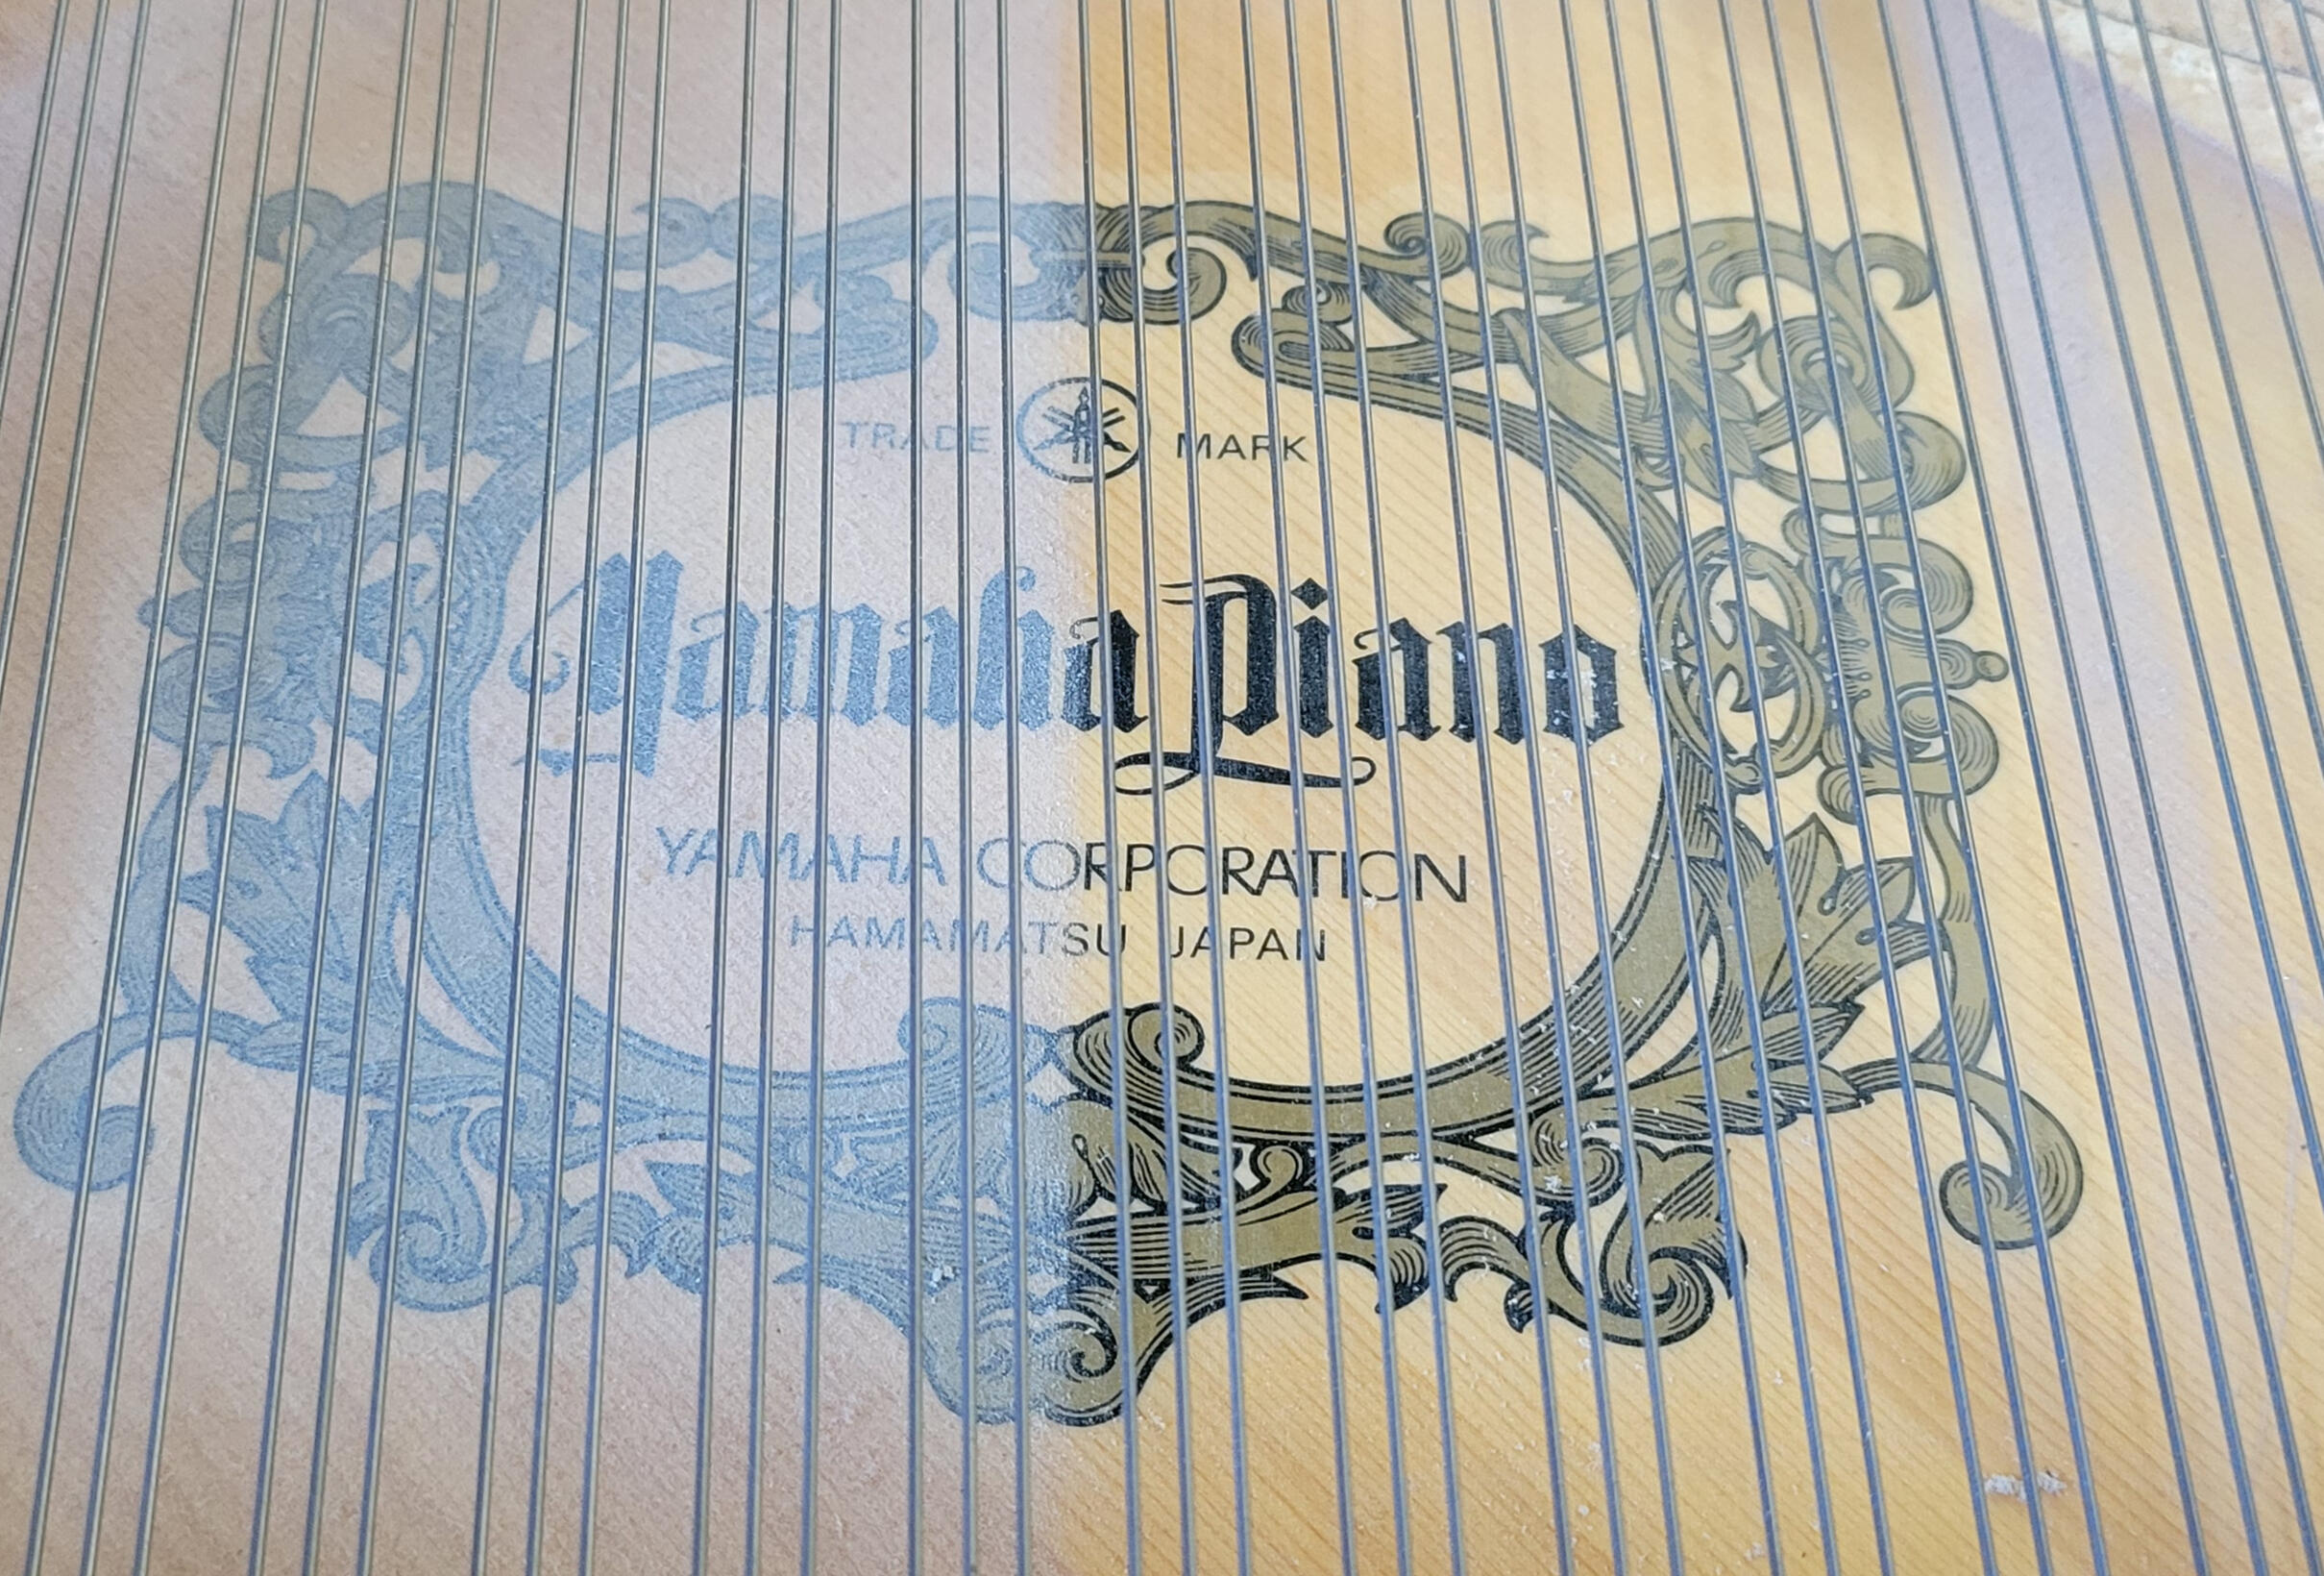 TRADE MARK
Yamaha Piano
YAMAHA CORPORATION
HAMAMATSU JAPAN